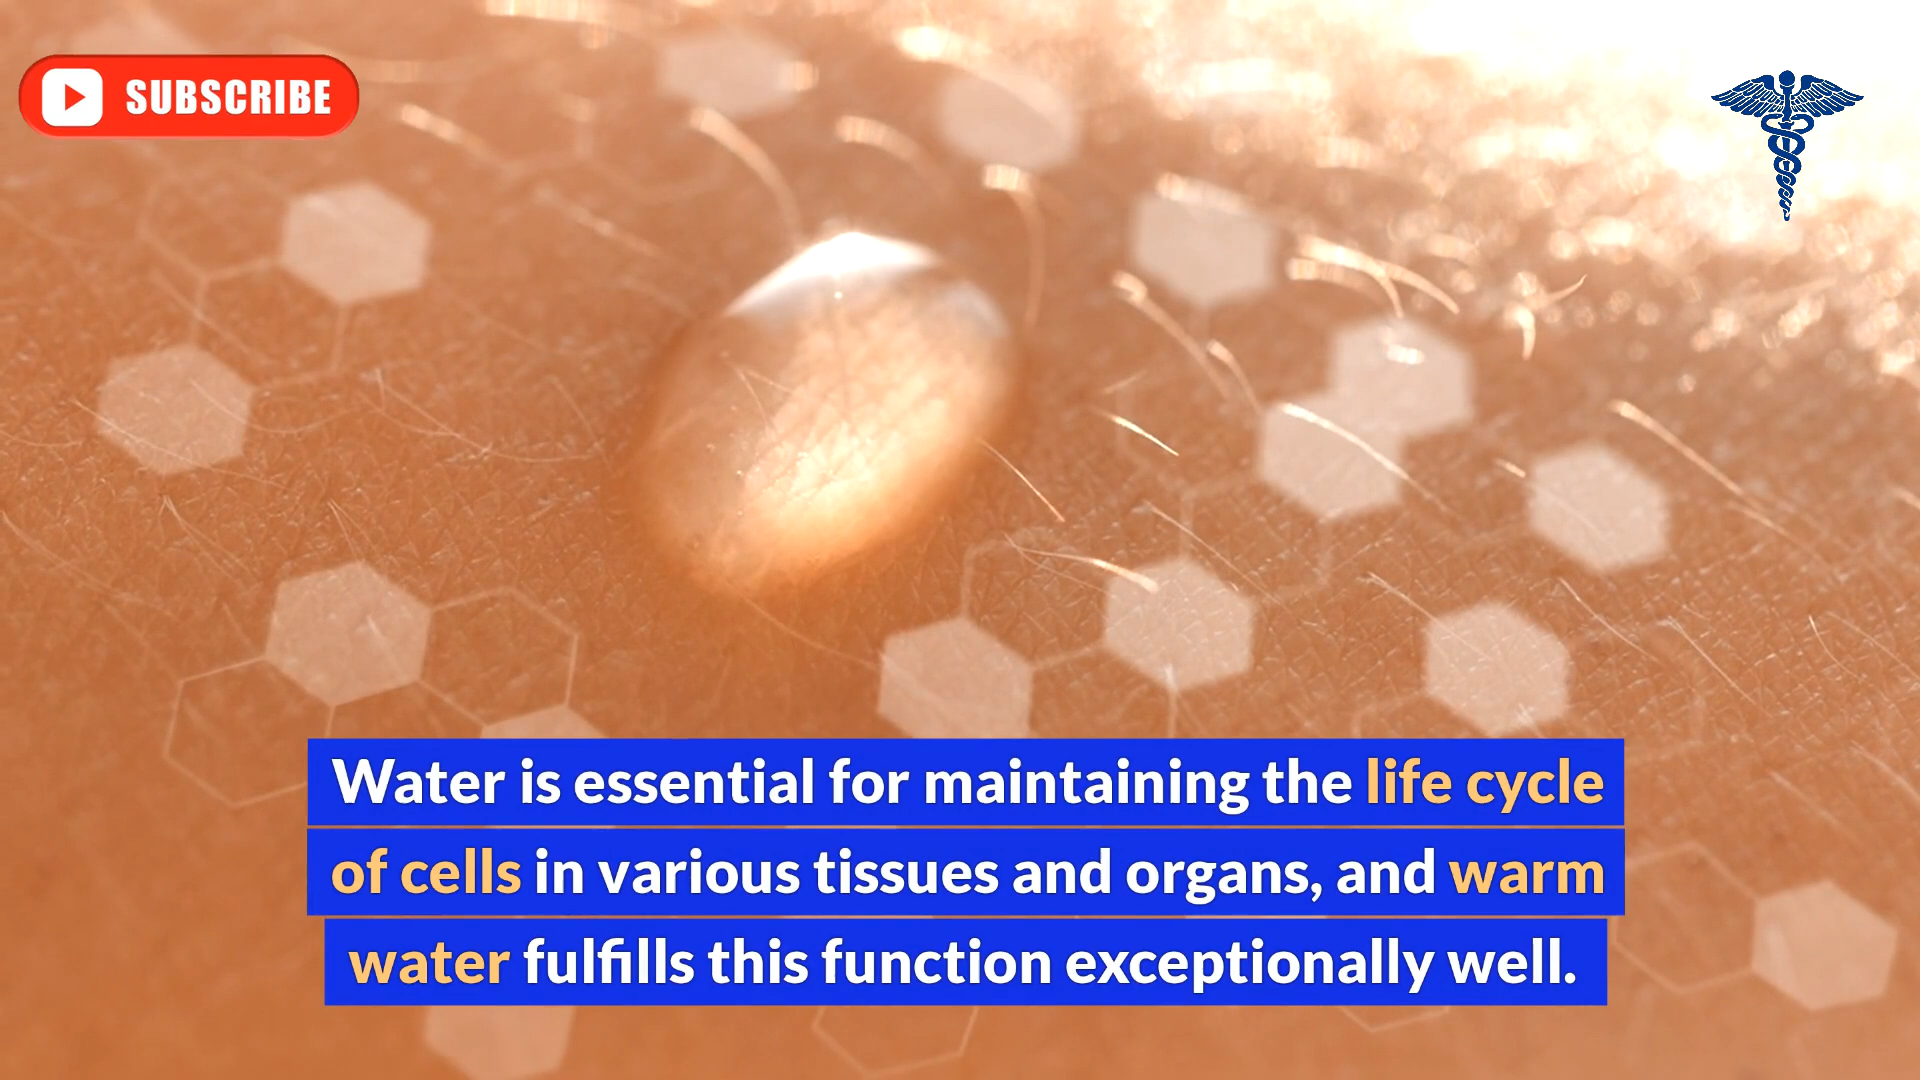 SUBSCRIBE
Water is essential for maintaining the life cycle
of cells in various tissues and organs, and warm
water fulfills this function exceptionally well.